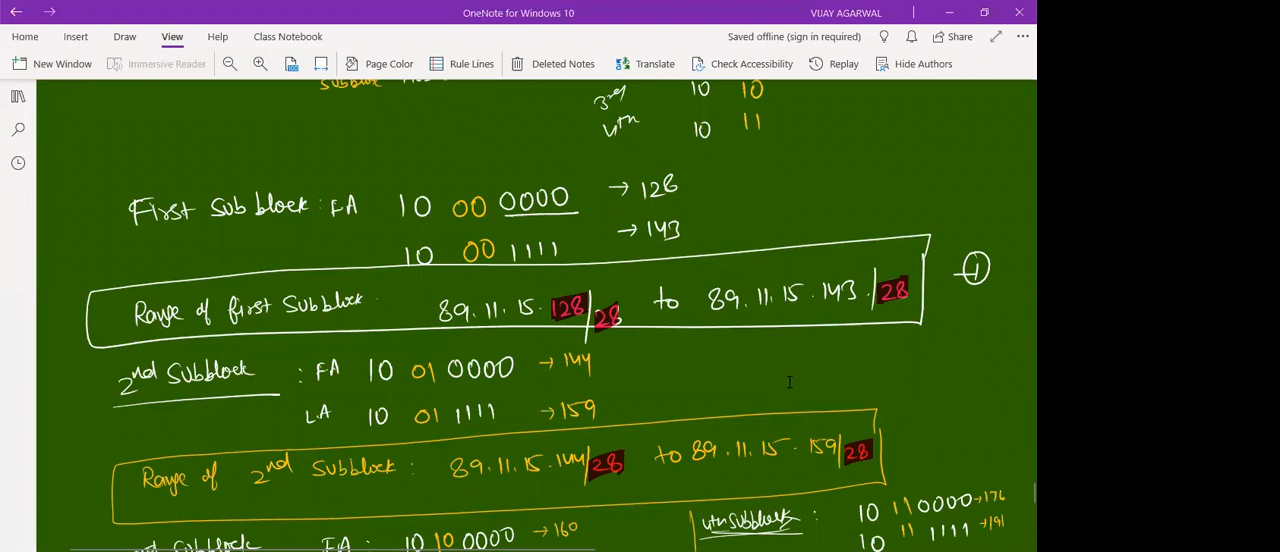 OneNote for Windows 10
VIJAY AGARWAL
Home Insert Draw View Help Class Notebook
Saved offline (sign in required)
Share
New Window Immersive Reader Page Color Rule Lines Deleted Notes Translate Check Accessibility Replay Hide Authors
Subblock
3rd 10 10
4th 10 11
First Sub block : FA 10 00 0000 → 128
10 00 1111 → 143
Range of first Subblock: 89.11.15.128/28 to 89.11.15.143./28 ①
2nd Subblock : FA 10 01 0000 → 144
LA 10 01 1111 → 159
Range of 2nd Subblock : 89.11.15.144/28 to 89.11.15.159/28
4th Subblock : 10 11 0000 → 176
10 11 1111 → 191
Subblock FA : 10 10 0000 → 160